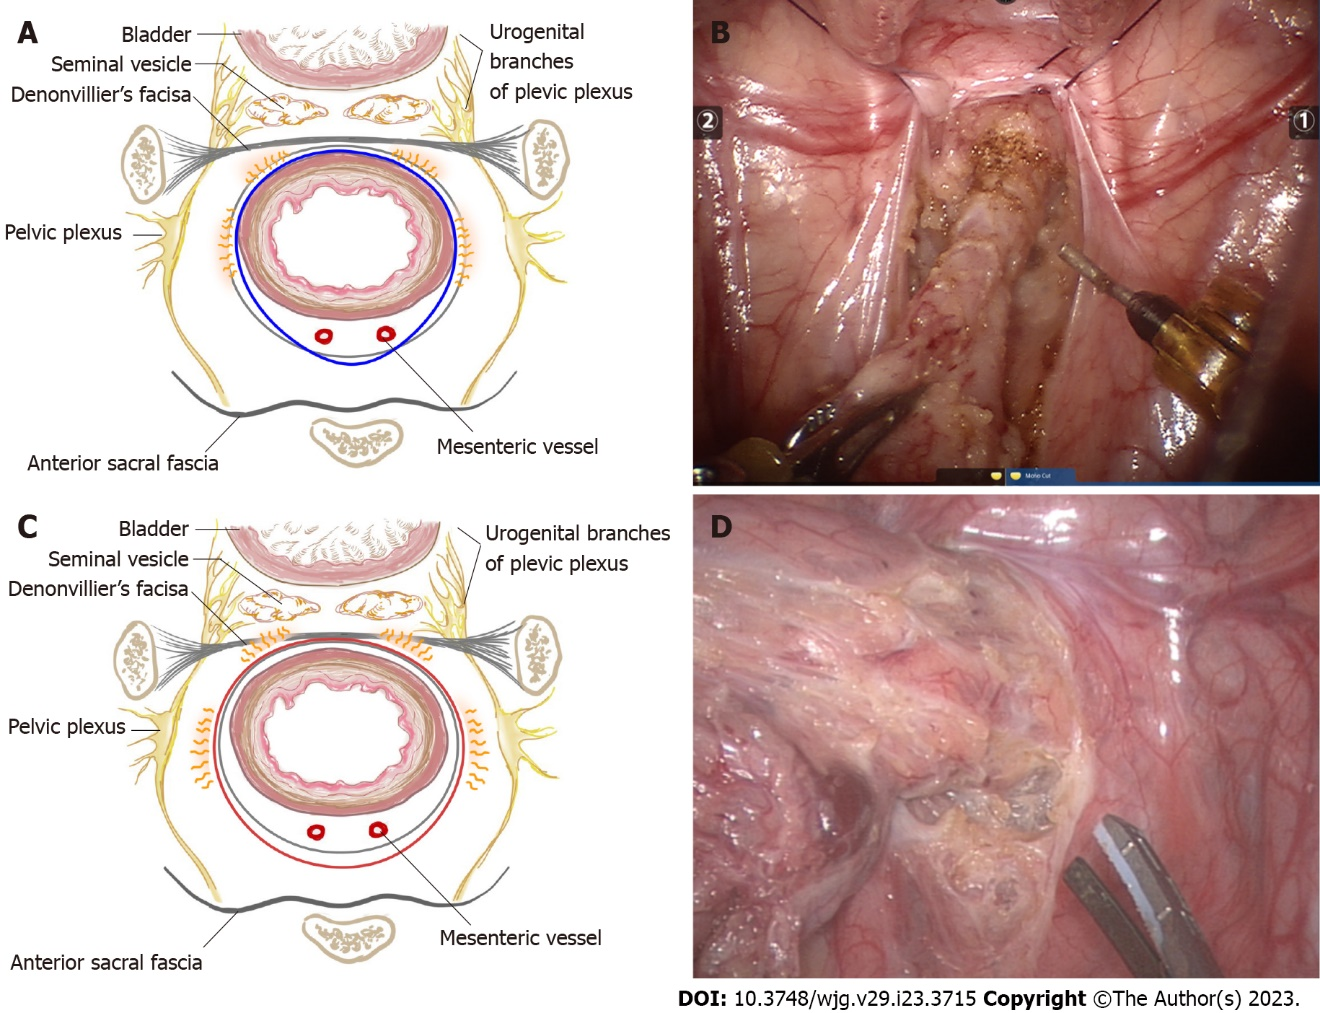 A
Bladder
Seminal vesicle
Denonvillier's facisa
Urogenital
branches
of plevic plexus
Pelvic plexus
Mesenteric vessel
Anterior sacral fascia
B
2
1
Mono Cut
C
Bladder
Seminal vesicle
Denonvillier's facisa
Urogenital branches
of plevic plexus
Pelvic plexus
Mesenteric vessel
Anterior sacral fascia
D
DOI: 10.3748/wjg.v29.i23.3715 Copyright ©The Author(s) 2023.